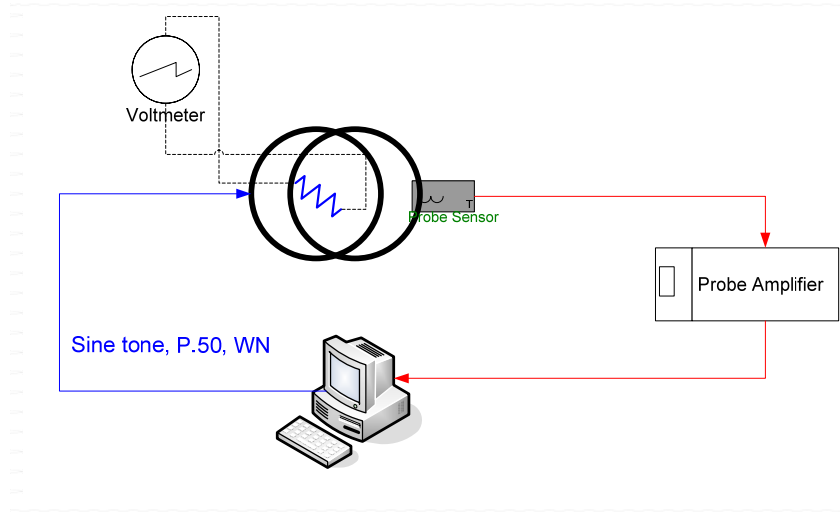 Voltmeter
T
Probe Sensor
Probe Amplifier
Sine tone, P.50, WN